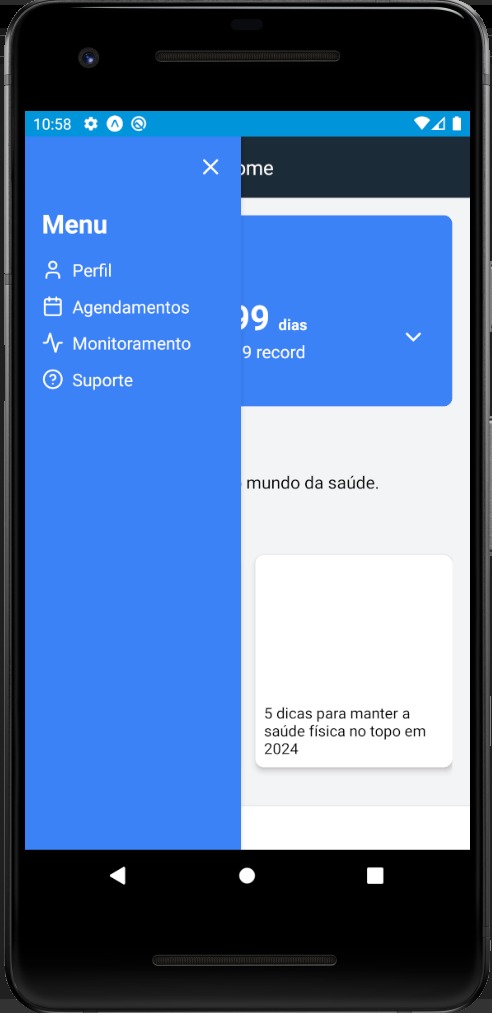 10:58
ome
Menu
Perfil
Agendamentos
Monitoramento
Suporte
99 dias
9 record
mundo da saúde.
5 dicas para manter a
saúde física no topo em
2024